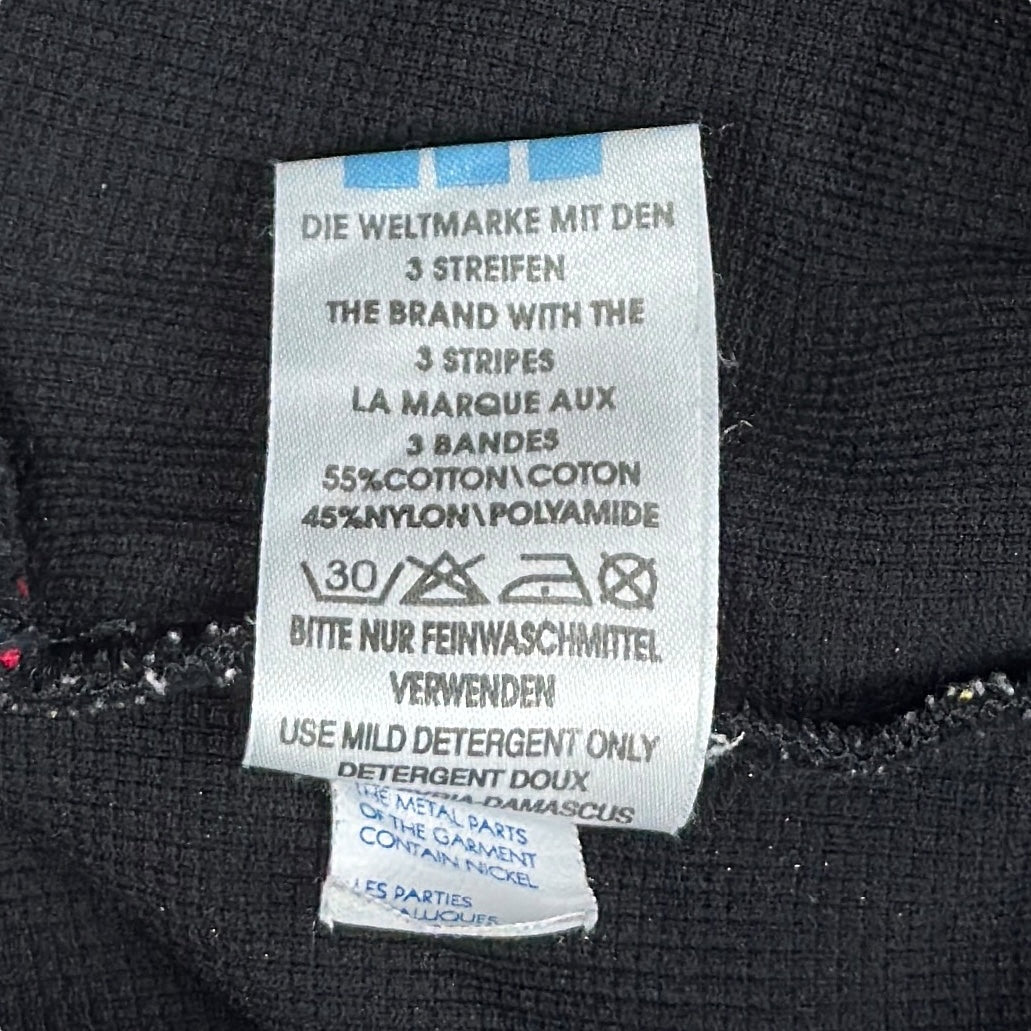 DIE WELTMARKE MIT DEN
3 STREIFEN
THE BRAND WITH THE
3 STRIPES
LA MARQUE AUX
3 BANDES
55%COTTON\COTON
45%NYLON\POLYAMIDE
30
BITTE NUR FEINWASCHMITTEL
VERWENDEN
USE MILD DETERGENT ONLY
DETERGENT DOUX
DAMASCUS
THE METAL PARTS
OF THE GARMENT
CONTAIN NICKEL
LES PARTIES